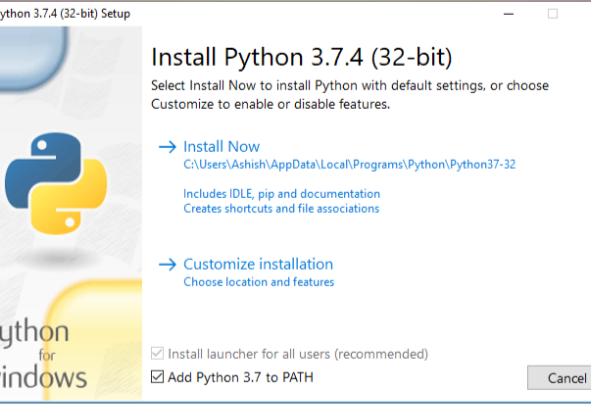 ython 3.7.4 (32-bit) Setup
Install Python 3.7.4 (32-bit)
Select Install Now to install Python with default settings, or choose
Customize to enable or disable features.
Install Now
C:\Users\Ashish\AppData\Local\Programs\Python\Python37-32
Includes IDLE, pip and documentation
Creates shortcuts and file associations
Customize installation
Choose location and features
ython
for
indows
Install launcher for all users (recommended)
Add Python 3.7 to PATH
Cancel